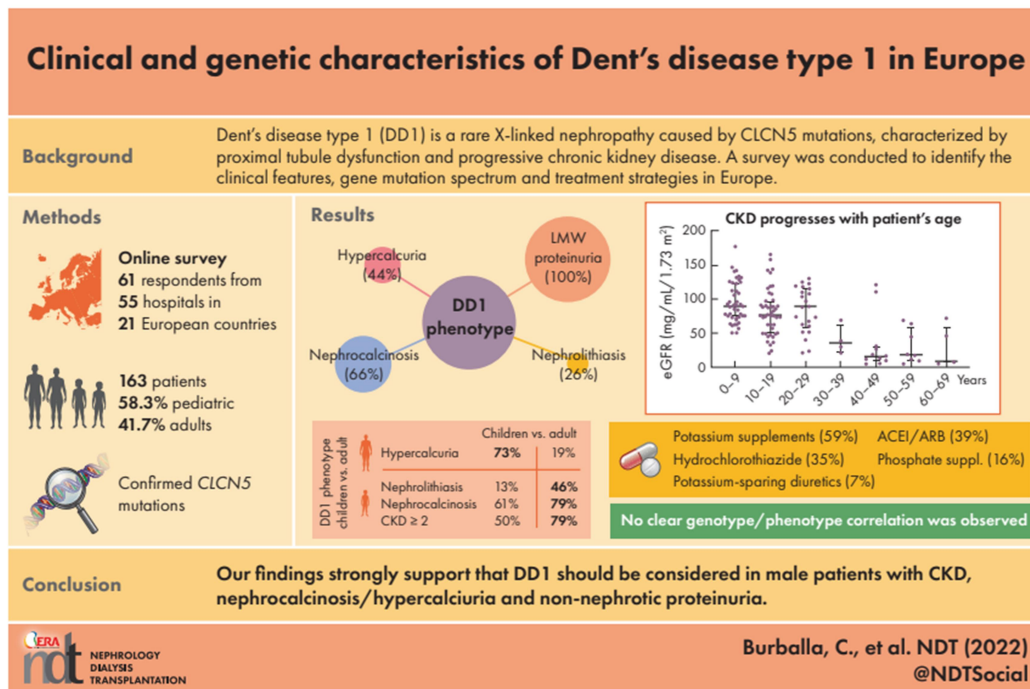 Clinical and genetic characteristics of Dent's disease type 1 in Europe
Background
Dent's disease type 1 (DD1) is a rare X-linked nephropathy caused by CLCN5 mutations, characterized by
proximal tubule dysfunction and progressive chronic kidney disease. A survey was conducted to identify the
clinical features, gene mutation spectrum and treatment strategies in Europe.
Methods
Online survey
61 respondents from
55 hospitals in
21 European countries
163 patients
58.3% pediatric
41.7% adults
Confirmed CLCN5
mutations
Results
Hypercalcuria
(44%)
LMW
proteinuria
(100%)
DD1
phenotype
Nephrocalcinosis
(66%)
Nephrolithiasis
(26%)
CKD progresses with patient's age
eGFR (mg/mL/1.73 m²)
200
150
100
50
0
0–9
10–19
20–29
30–39
40–49
50–59
60–69
Years
DD1 phenotype
children vs. adult
Children vs. adult
Hypercalcuria 73% 19%
Nephrolithiasis 13% 46%
Nephrocalcinosis 61% 79%
CKD ≥ 2 50% 79%
Potassium supplements (59%) ACEI/ARB (39%)
Hydrochlorothiazide (35%) Phosphate suppl. (16%)
Potassium-sparing diuretics (7%)
No clear genotype/phenotype correlation was observed
Conclusion
Our findings strongly support that DD1 should be considered in male patients with CKD,
nephrocalcinosis/hypercalciuria and non-nephrotic proteinuria.
ERA
ndt
NEPHROLOGY
DIALYSIS
TRANSPLANTATION
Burballa, C., et al. NDT (2022)
@NDTSocial